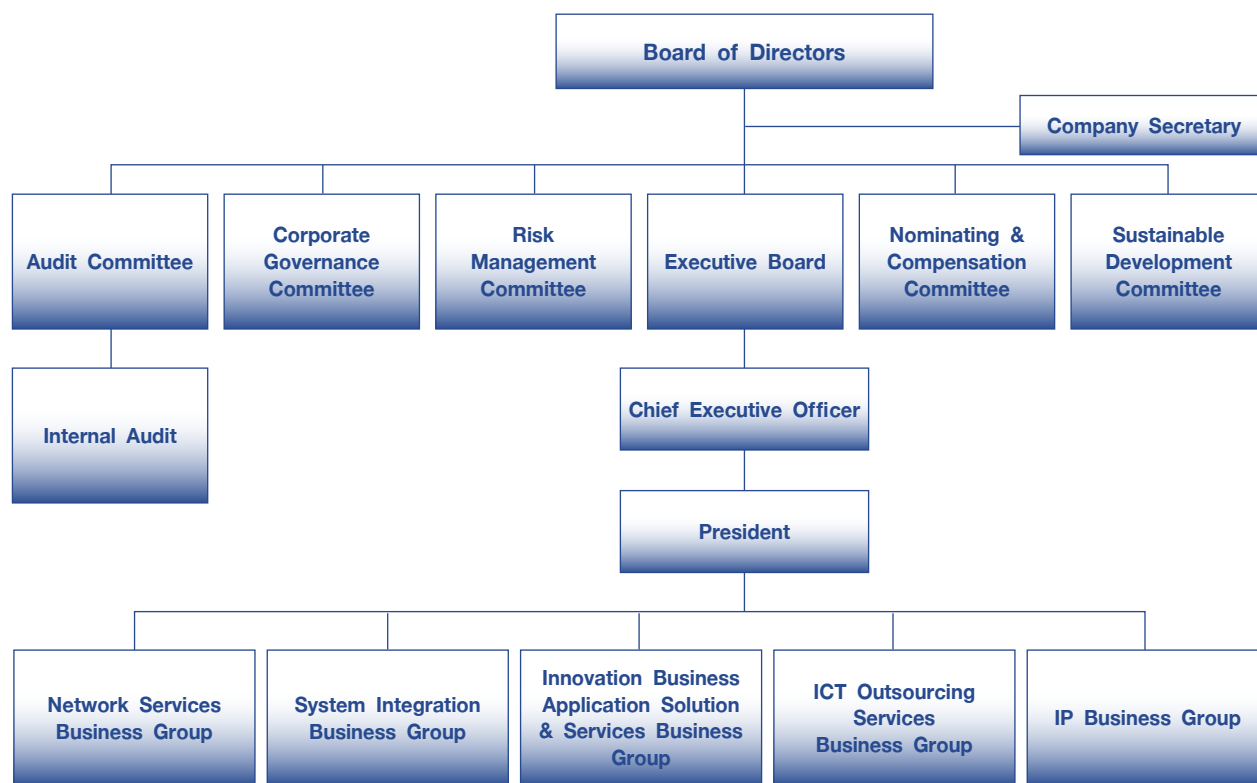 Board of Directors
Company Secretary
Audit Committee
Corporate
Governance
Committee
Risk
Management
Committee
Executive Board
Nominating &
Compensation
Committee
Sustainable
Development
Committee
Internal Audit
Chief Executive Officer
President
Network Services
Business Group
System Integration
Business Group
Innovation Business
Application Solution
& Services Business
Group
ICT Outsourcing
Services
Business Group
IP Business Group